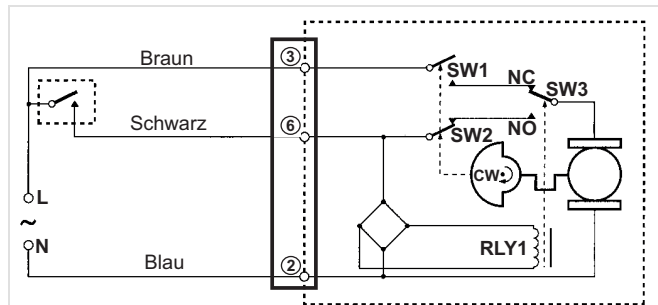 Braun
③
SW1
NC
SW3
Schwarz
⑥
SW2
NO
CW
L
~
N
Blau
②
RLY1